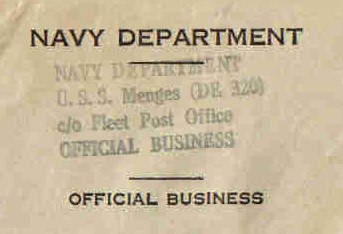 NAVY DEPARTMENT
NAVY DEPARTMENT
U. S. S. Menges (DE 320)
c/o Fleet Post Office
OFFICIAL BUSINESS
OFFICIAL BUSINESS